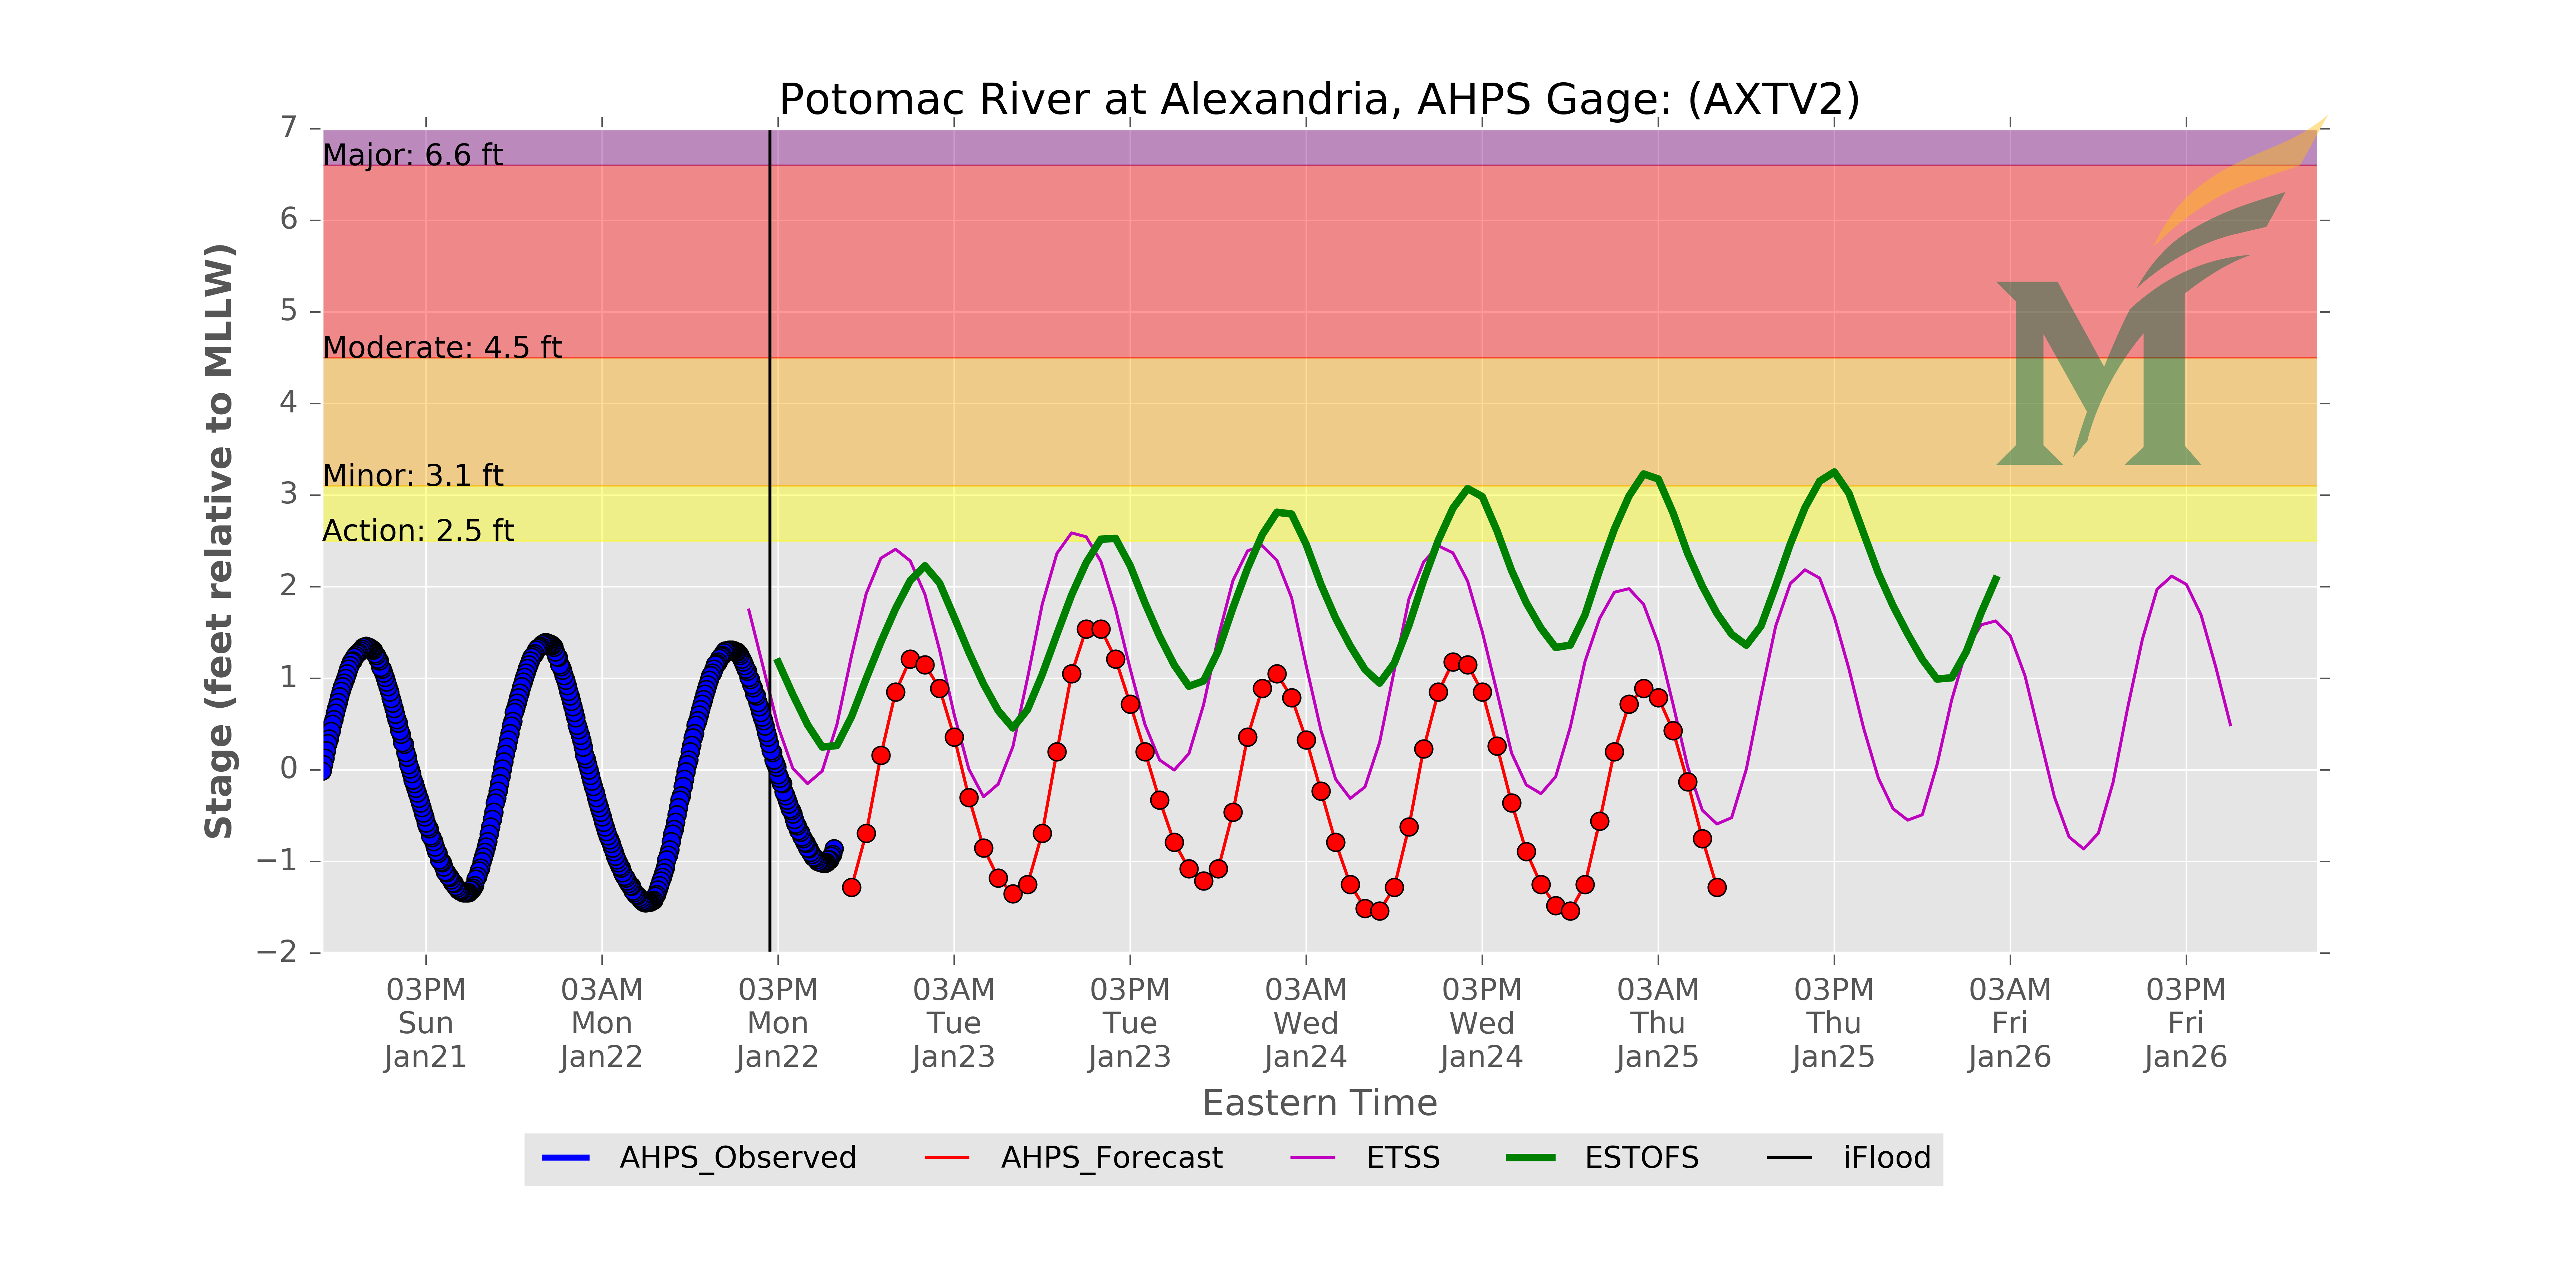 Potomac River at Alexandria, AHPS Gage: (AXTV2)
Stage (feet relative to MLLW)
7
6
5
4
3
2
1
0
−1
−2
Major: 6.6 ft
Moderate: 4.5 ft
Minor: 3.1 ft
Action: 2.5 ft
03PM Sun Jan21
03AM Mon Jan22
03PM Mon Jan22
03AM Tue Jan23
03PM Tue Jan23
03AM Wed Jan24
03PM Wed Jan24
03AM Thu Jan25
03PM Thu Jan25
03AM Fri Jan26
03PM Fri Jan26
Eastern Time
AHPS_Observed AHPS_Forecast ETSS ESTOFS iFlood
M